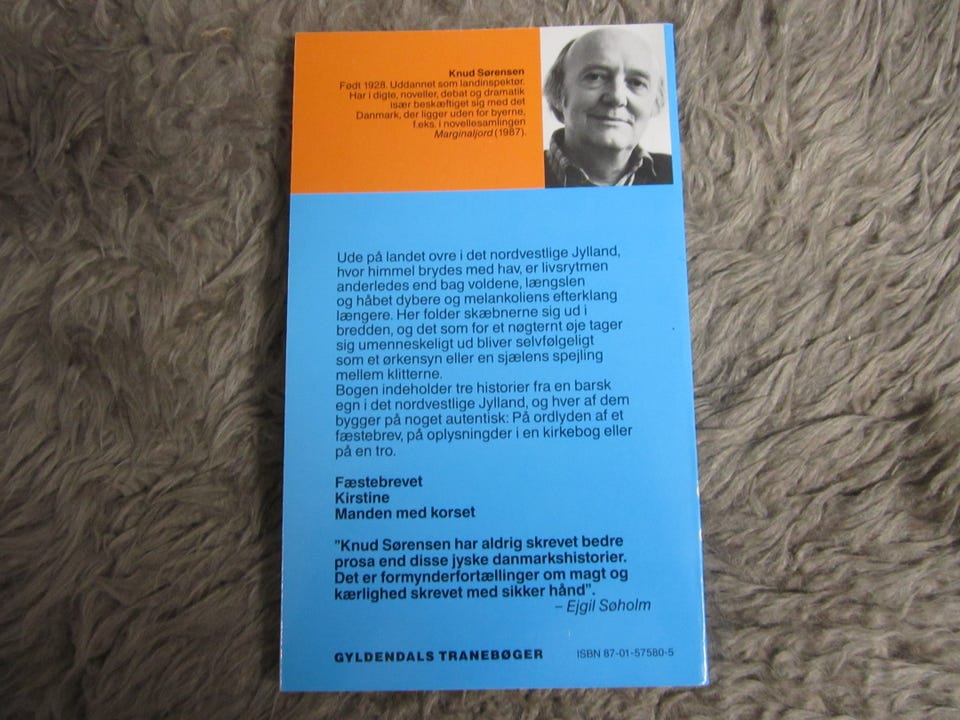 Knud Sørensen
Født 1928. Uddannet som landinspektør.
Har i digte, noveller, debat og dramatik
især beskæftiget sig med det
Danmark, der ligger uden for byerne,
f.eks. i novellesamlingen
Marginaljord (1987).
Ude på landet ovre i det nordvestlige Jylland,
hvor himmel brydes med hav, er livsrytmen
anderledes end bag voldene, længslen
og håbet dybere og melankoliens efterklang
længere. Her folder skæbnerne sig ud i
bredden, og det som for et nøgternt øje tager
sig umenneskeligt ud bliver selvfølgeligt
som et ørkensyn eller en sjælens spejling
mellem klitterne.
Bogen indeholder tre historier fra en barsk
egn i det nordvestlige Jylland, og hver af dem
bygger på noget autentisk: På ordlyden af et
fæstebrev, på oplysningder i en kirkebog eller
på en tro.
Fæstebrevet
Kirstine
Manden med korset
"Knud Sørensen har aldrig skrevet bedre
prosa end disse jyske danmarkshistorier.
Det er formynderfortællinger om magt og
kærlighed skrevet med sikker hånd".
– Ejgil Søholm
GYLDENDALS TRANEBØGER
ISBN 87-01-57580-5